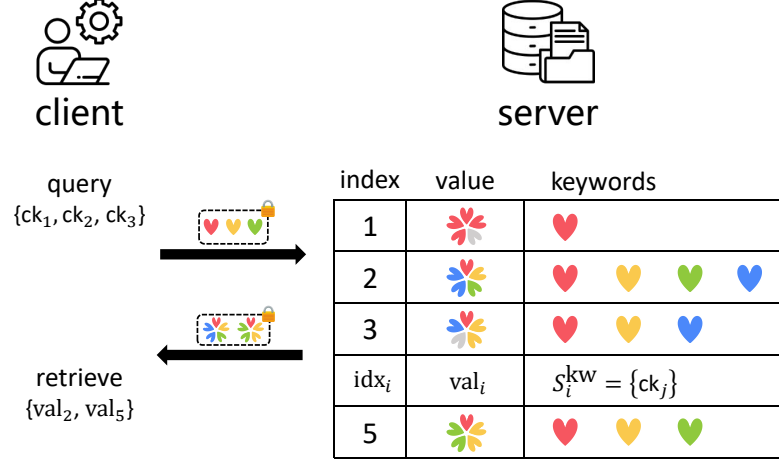 client
server
query
{ck₁, ck₂, ck₃}
retrieve
{val₂, val₅}
index value keywords
1
2
3
idxᵢ valᵢ Sᵢᵏʷ = {ckⱼ}
5